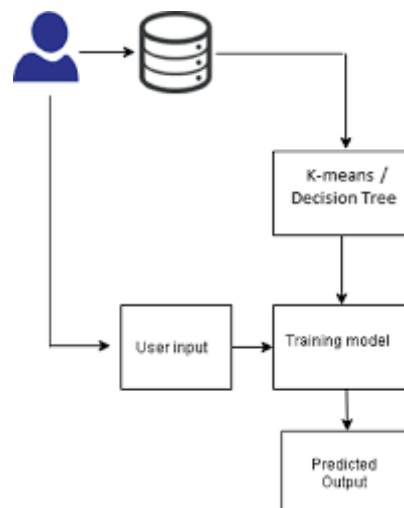 K-means /
Decision Tree
User input
Training model
Predicted
Output